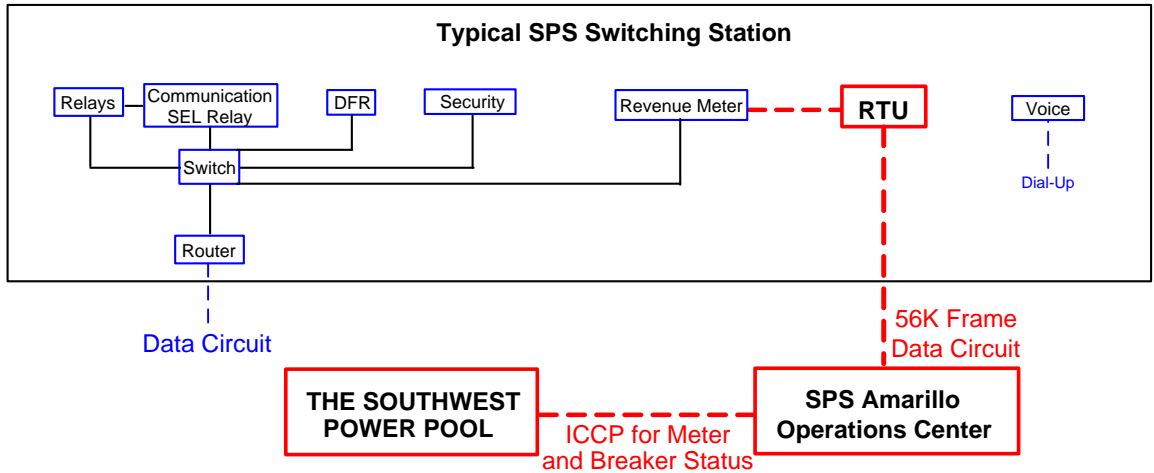 Typical SPS Switching Station
Relays
Communication
SEL Relay
DFR
Security
Revenue Meter
RTU
Voice
Switch
Dial-Up
Router
Data Circuit
56K Frame
Data Circuit
THE SOUTHWEST
POWER POOL
ICCP for Meter
and Breaker Status
SPS Amarillo
Operations Center